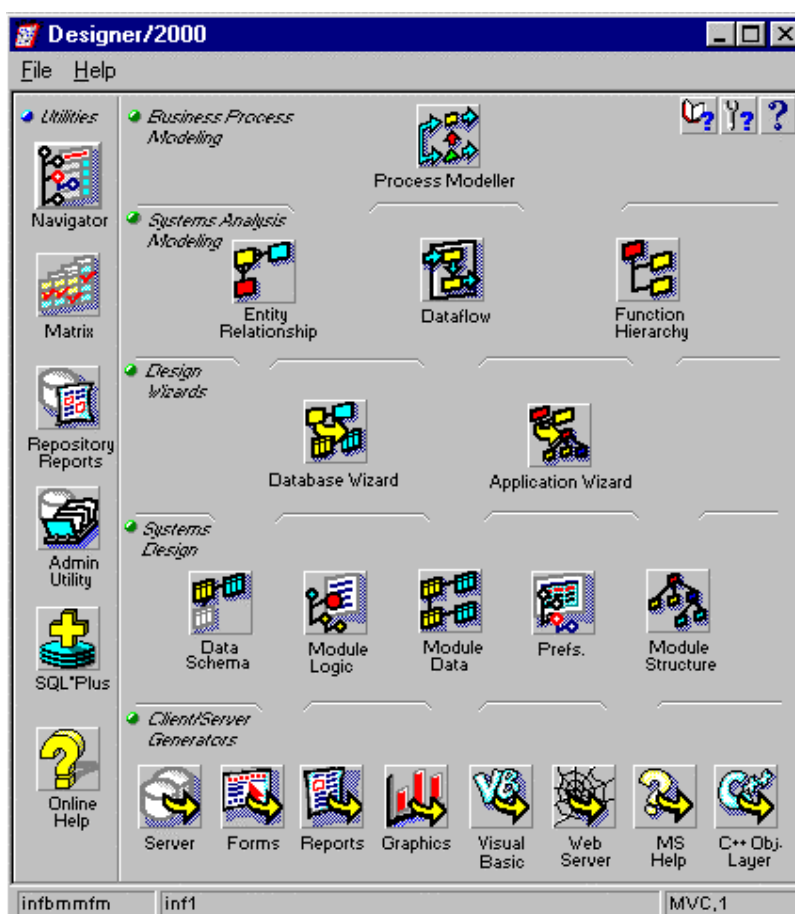 Designer/2000
File Help
Utilities
Navigator
Matrix
Repository
Reports
Admin
Utility
SQL*Plus
Online
Help
Business Process
Modeling
Process Modeller
Systems Analysis
Modeling
Entity
Relationship
Dataflow
Function
Hierarchy
Design
Wizards
Database Wizard
Application Wizard
Systems
Design
Data
Schema
Module
Logic
Module
Data
Prefs.
Module
Structure
Client/Server
Generators
Server
Forms
Reports
Graphics
VB
Visual
Basic
Web
Server
MS
Help
C++
C++ Obj.
Layer
infbmmfm
inf1
MVC,1